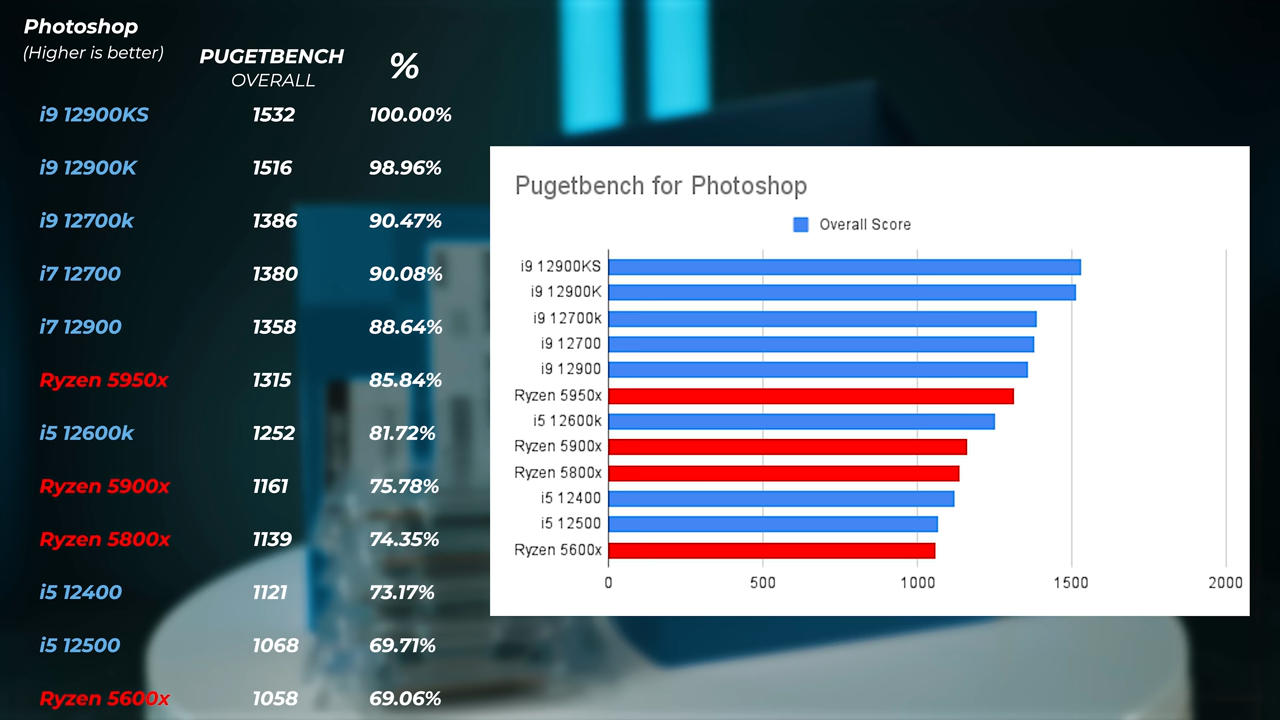 Photoshop
(Higher is better)
PUGETBENCH %
OVERALL
i9 12900KS 1532 100.00%
i9 12900K 1516 98.96%
i9 12700k 1386 90.47%
i7 12700 1380 90.08%
i7 12900 1358 88.64%
Ryzen 5950x 1315 85.84%
i5 12600k 1252 81.72%
Ryzen 5900x 1161 75.78%
Ryzen 5800x 1139 74.35%
i5 12400 1121 73.17%
i5 12500 1068 69.71%
Ryzen 5600x 1058 69.06%
Pugetbench for Photoshop
Overall Score
i9 12900KS
i9 12900K
i9 12700k
i9 12700
i9 12900
Ryzen 5950x
i5 12600k
Ryzen 5900x
Ryzen 5800x
i5 12400
i5 12500
Ryzen 5600x
0 500 1000 1500 2000